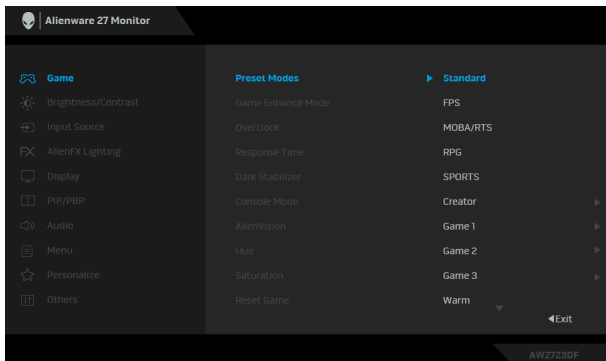 Alienware 27 Monitor
Game Preset Modes Standard
Brightness/Contrast Game Enhance Mode FPS
Input Source Overclock MOBA/RTS
AlienFX Lighting Response Time RPG
Display Dark Stabilizer SPORTS
PIP/PBP Console Mode Creator
Audio AlienVision Game 1
Menu Hue Game 2
Personalize Saturation Game 3
Others Reset Game Warm
Exit
AW2723DF